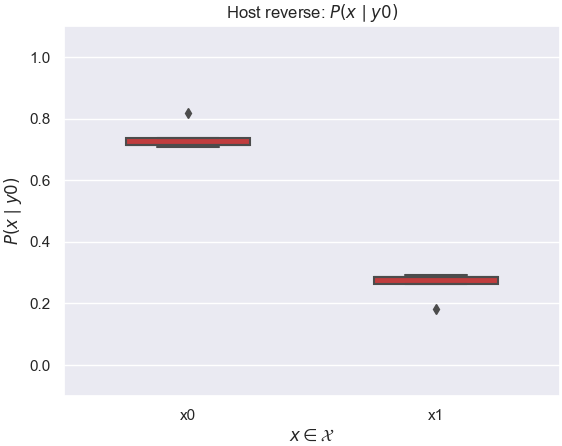 Host reverse: P(x | y0)
P(x | y0)
1.0
0.8
0.6
0.4
0.2
0.0
x0 x1
x ∈ 𝒳